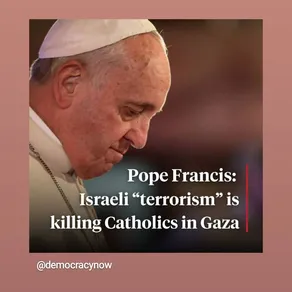 Pope Francis:
Israeli “terrorism” is
killing Catholics in Gaza
@democracynow